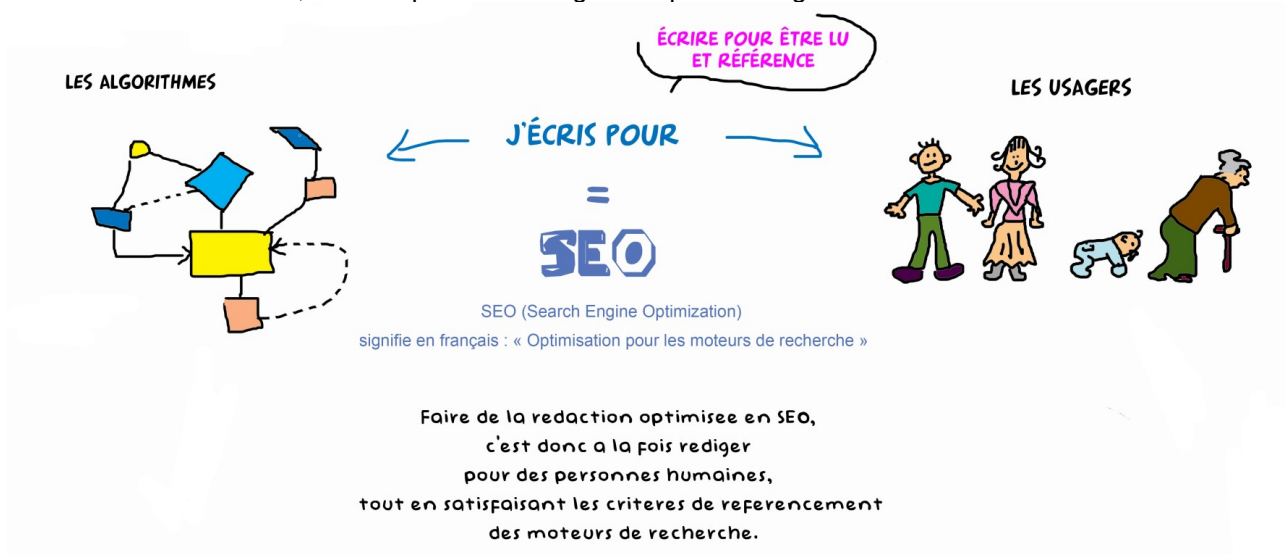 ÉCRIRE POUR ÊTRE LU
ET RÉFÉRENCE
LES ALGORITHMES
LES USAGERS
J'ÉCRIS POUR
=
SEO
SEO (Search Engine Optimization)
signifie en français : « Optimisation pour les moteurs de recherche »
Faire de la redaction optimisee en SEO,
c'est donc a la fois rediger
pour des personnes humaines,
tout en satisfaisant les criteres de referencement
des moteurs de recherche.